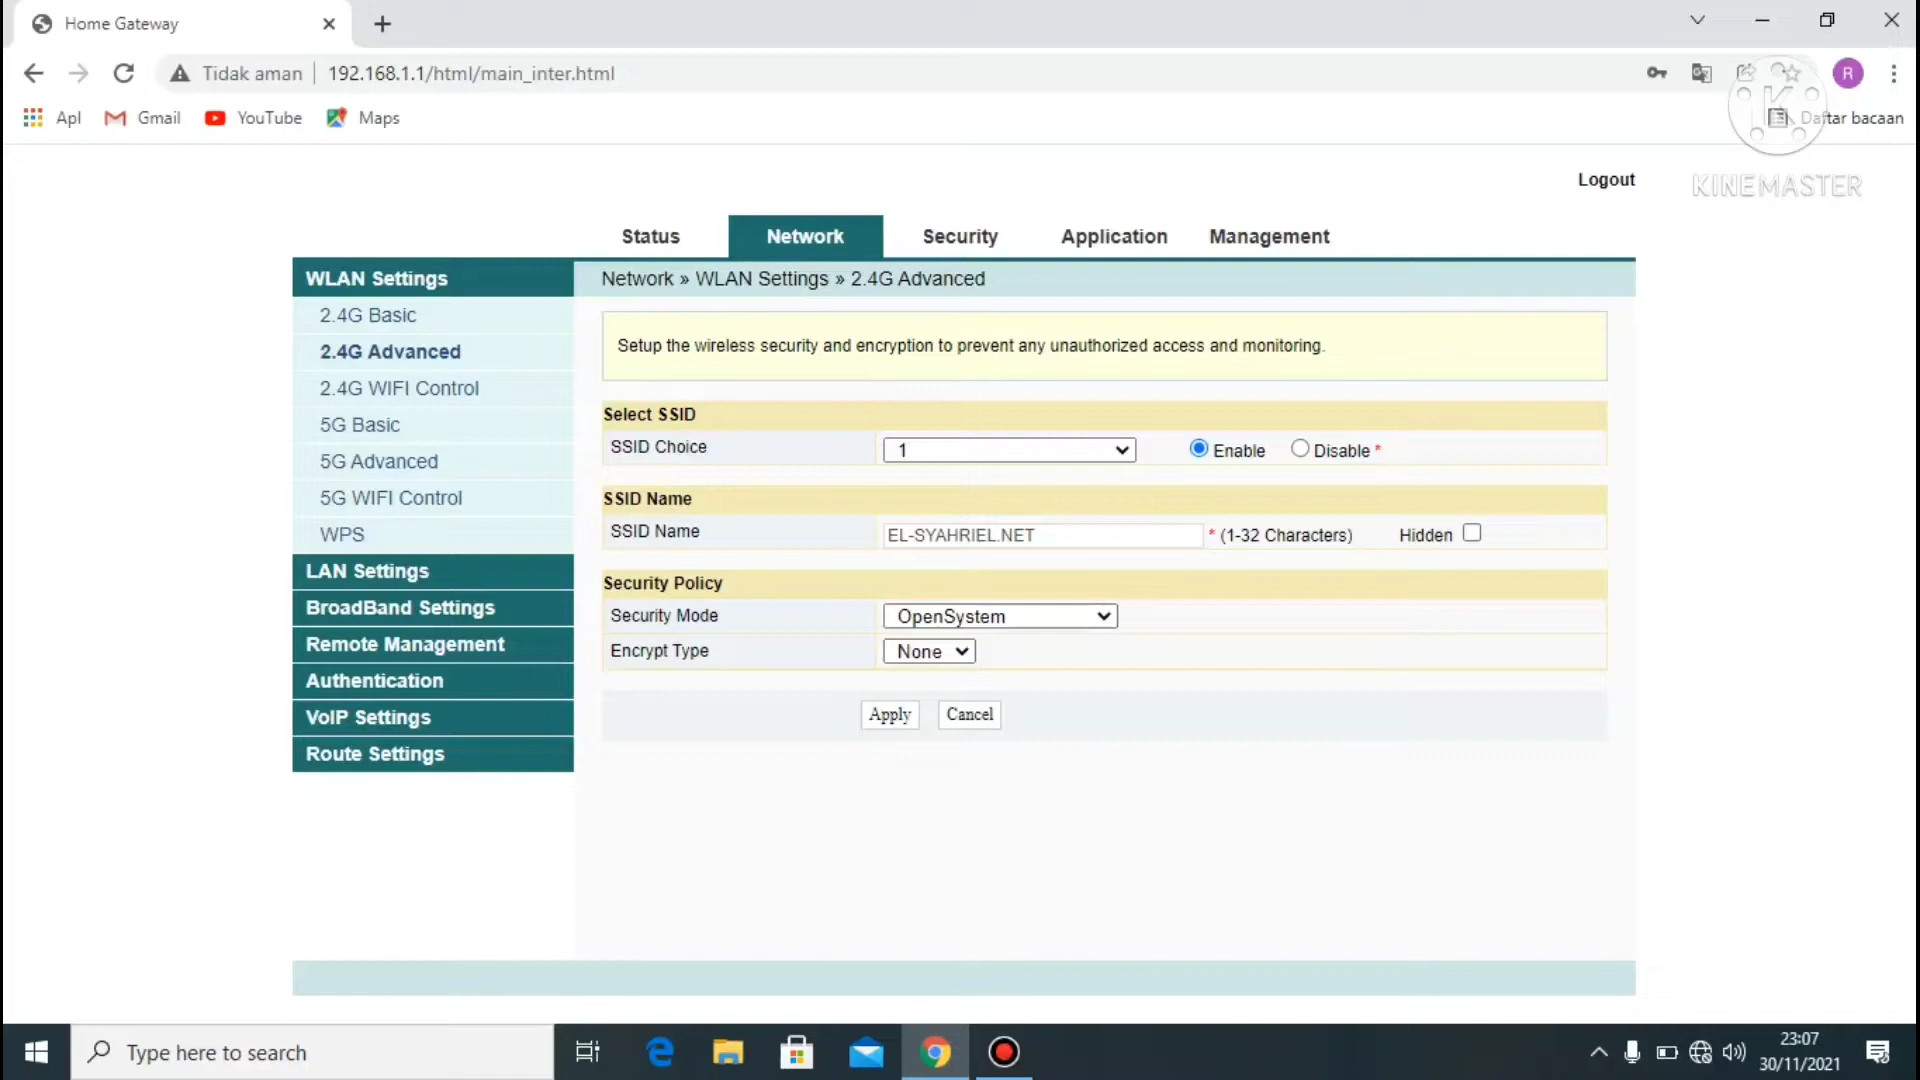 Home Gateway
Tidak aman
192.168.1.1/html/main_inter.html
R
Apl
Gmail
YouTube
Maps
Daftar bacaan
KINEMASTER
Logout
Status
Network
Security
Application
Management
WLAN Settings
Network » WLAN Settings » 2.4G Advanced
2.4G Basic
2.4G Advanced
2.4G WIFI Control
5G Basic
5G Advanced
5G WIFI Control
WPS
LAN Settings
BroadBand Settings
Remote Management
Authentication
VoIP Settings
Route Settings
Setup the wireless security and encryption to prevent any unauthorized access and monitoring.
Select SSID
SSID Choice 1 Enable Disable *
SSID Name
SSID Name EL-SYAHRIEL.NET * (1-32 Characters) Hidden
Security Policy
Security Mode OpenSystem
Encrypt Type None
Apply Cancel
Type here to search
23:07
30/11/2021